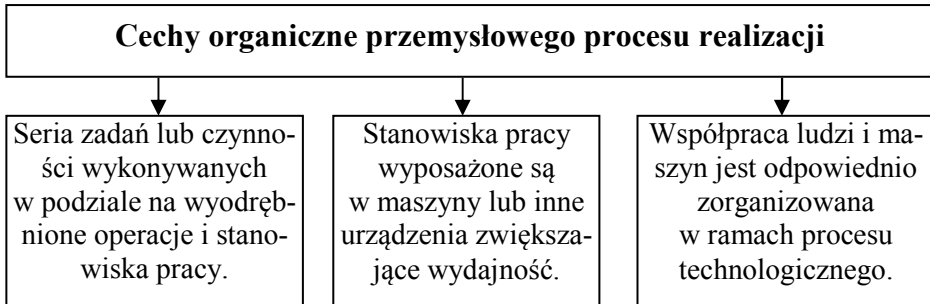 Cechy organiczne przemysłowego procesu realizacji
Seria zadań lub czynno-
ści wykonywanych
w podziale na wyodręb-
nione operacje i stano-
wiska pracy.
Stanowiska pracy
wyposażone są
w maszyny lub inne
urządzenia zwiększa-
jące wydajność.
Współpraca ludzi i ma-
szyn jest odpowiednio
zorganizowana
w ramach procesu
technologicznego.